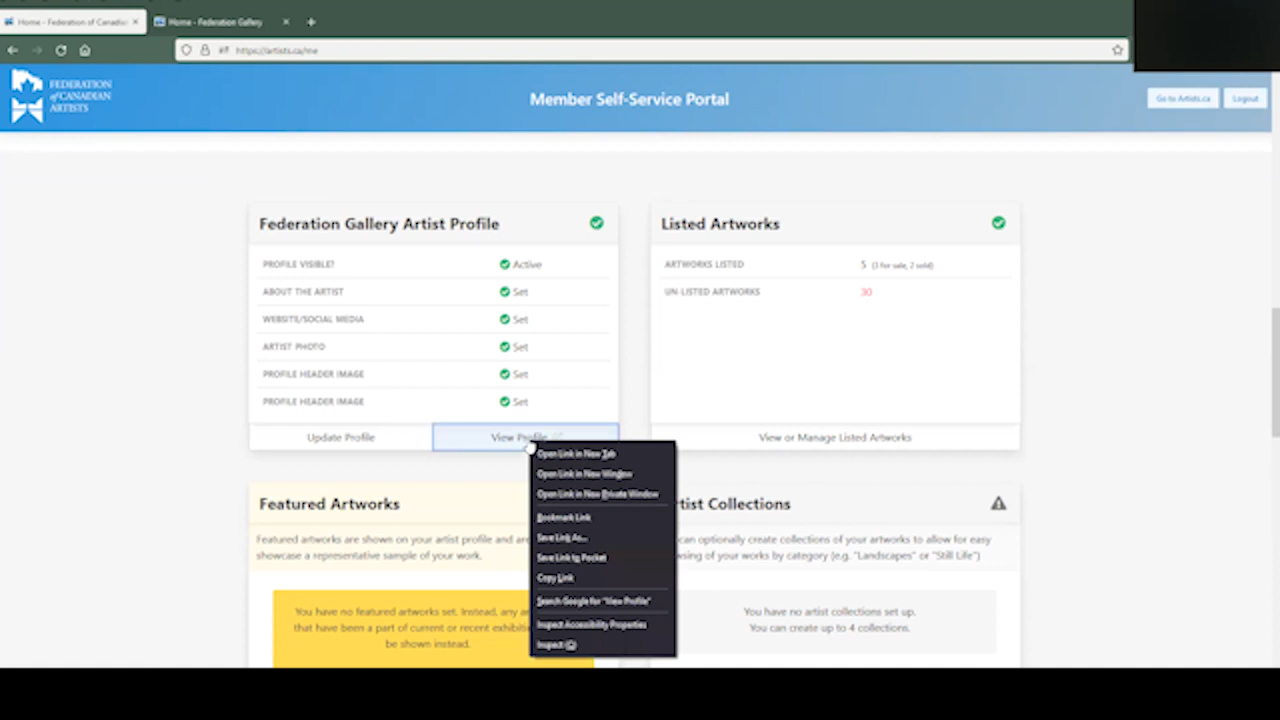 Home - Federation of Canadia
Home - Federation Gallery
https://artists.ca/me
FEDERATION
of CANADIAN
ARTISTS
Member Self-Service Portal
Go to Artists.ca
Logout
Federation Gallery Artist Profile
PROFILE VISIBLE? Active
ABOUT THE ARTIST Set
WEBSITE/SOCIAL MEDIA Set
ARTIST PHOTO Set
PROFILE HEADER IMAGE Set
PROFILE HEADER IMAGE Set
Update Profile
View Profile
Listed Artworks
ARTWORKS LISTED 5 (3 for sale, 2 sold)
UN-LISTED ARTWORKS 30
View or Manage Listed Artworks
Open Link in New Tab
Open Link in New Window
Open Link in New Private Window
Bookmark Link
Save Link As...
Save Link to Pocket
Copy Link
Search Google for "View Profile"
Inspect Accessibility Properties
Inspect (Q)
Featured Artworks
Featured artworks are shown on your artist profile and are
showcase a representative sample of your work.
You have no featured artworks set. Instead, any ar
that have been a part of current or recent exhibiti
be shown instead.
tist Collections
can optionally create collections of your artworks to allow for easy
wsing of your works by category (e.g. "Landscapes" or "Still Life")
You have no artist collections set up.
You can create up to 4 collections.